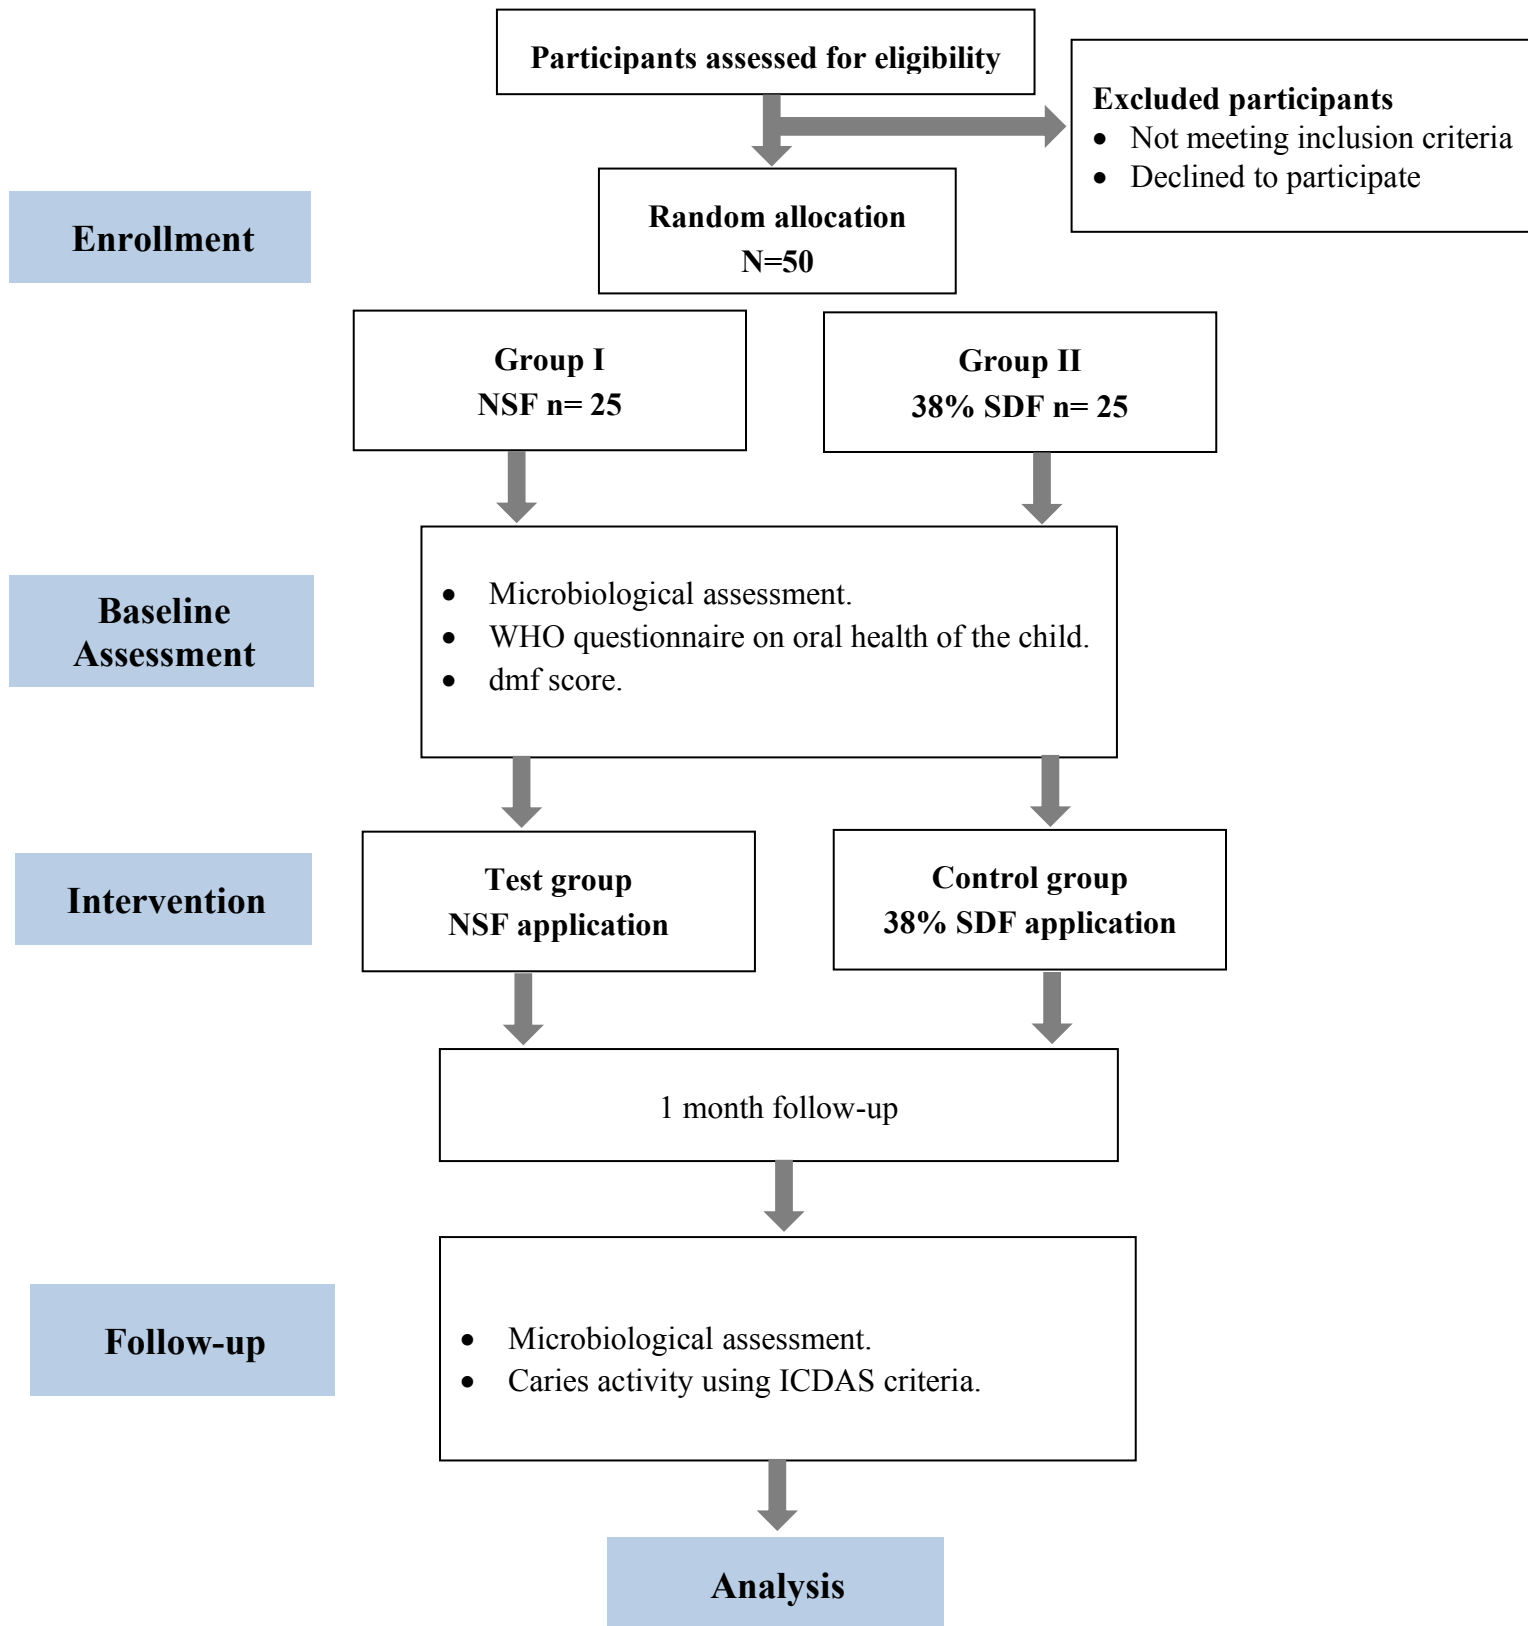 Participants assessed for eligibility
Excluded participants
• Not meeting inclusion criteria
• Declined to participate
Enrollment
Random allocation
N=50
Group I
NSF n= 25
Group II
38% SDF n= 25
Baseline
Assessment
• Microbiological assessment.
• WHO questionnaire on oral health of the child.
• dmf score.
Intervention
Test group
NSF application
Control group
38% SDF application
1 month follow-up
Follow-up
• Microbiological assessment.
• Caries activity using ICDAS criteria.
Analysis